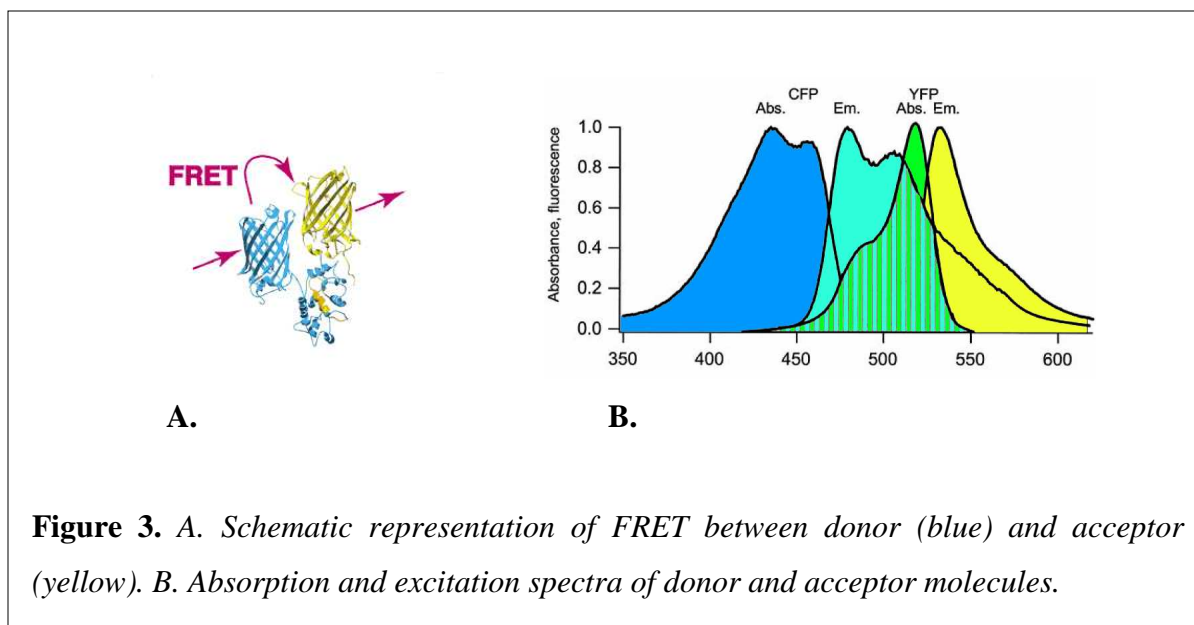 FRET
CFP YFP
Abs. Em. Abs. Em.
Absorbance, fluorescence
1.0
0.8
0.6
0.4
0.2
0.0
350 400 450 500 550 600
A. B.
Figure 3. A. Schematic representation of FRET between donor (blue) and acceptor
(yellow). B. Absorption and excitation spectra of donor and acceptor molecules.